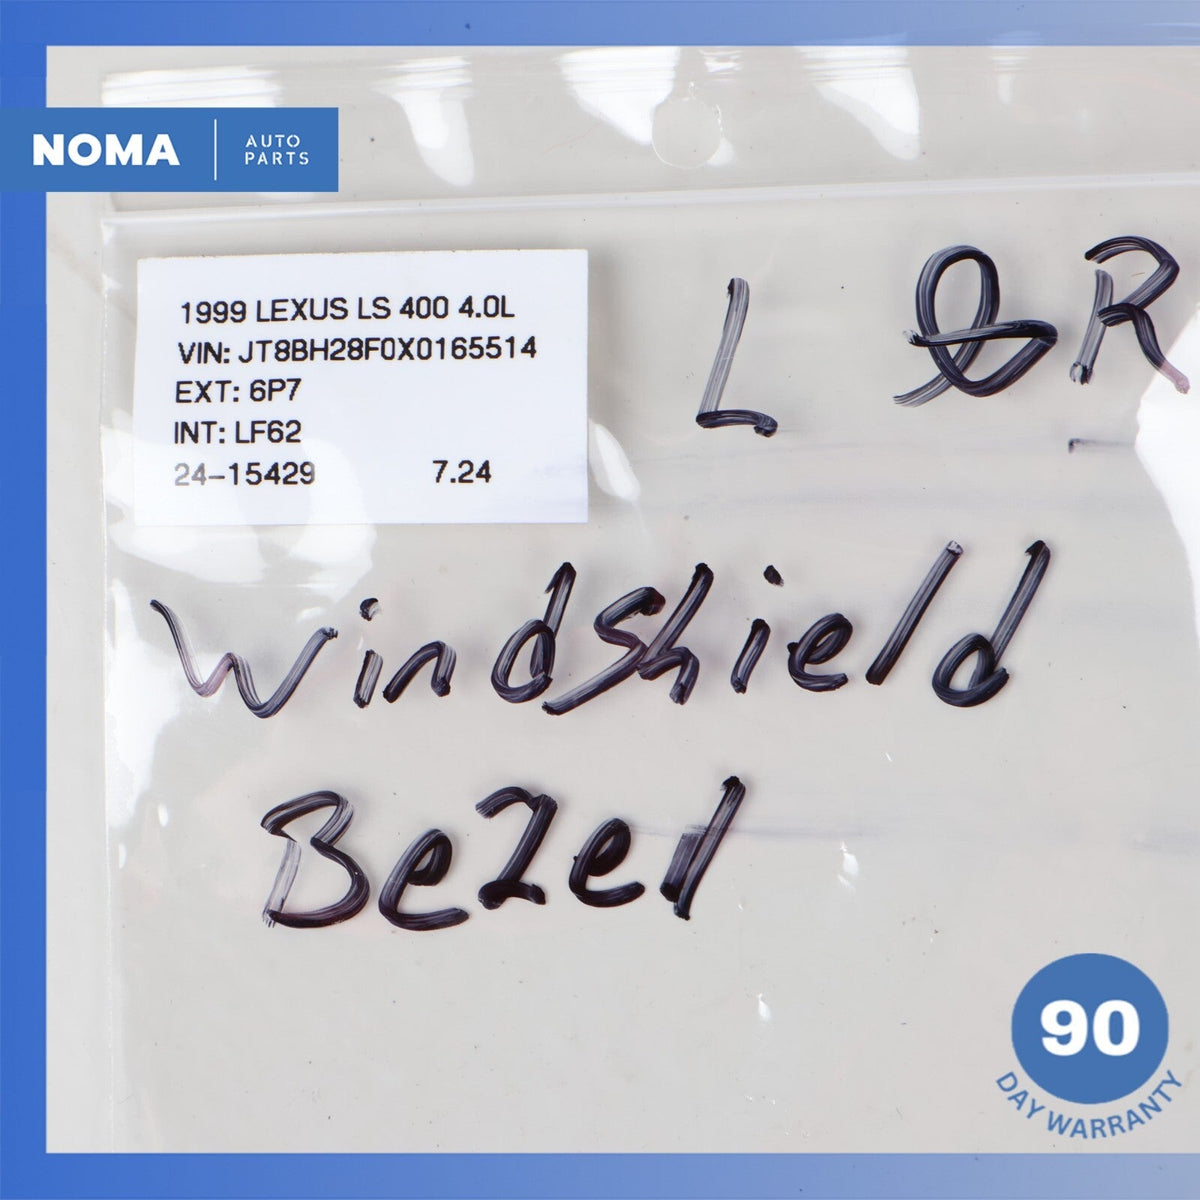 NOMA
AUTO
PARTS
1999 LEXUS LS 400 4.0L
VIN: JT8BH28F0X0165514
EXT: 6P7
INT: LF62
24-15429 7.24
L & R
Windshield
Bezel
90
DAY WARRANTY